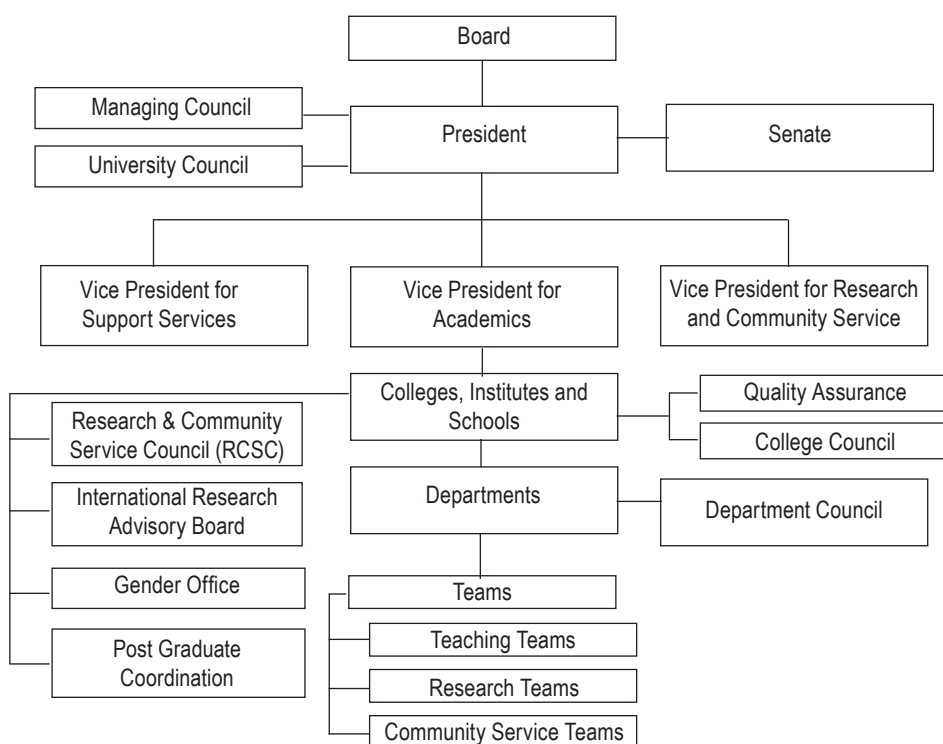 Board
Managing Council
President
Senate
University Council
Vice President for
Support Services
Vice President for
Academics
Vice President for Research
and Community Service
Colleges, Institutes and
Schools
Quality Assurance
College Council
Research & Community
Service Council (RCSC)
International Research
Advisory Board
Gender Office
Post Graduate
Coordination
Departments
Department Council
Teams
Teaching Teams
Research Teams
Community Service Teams